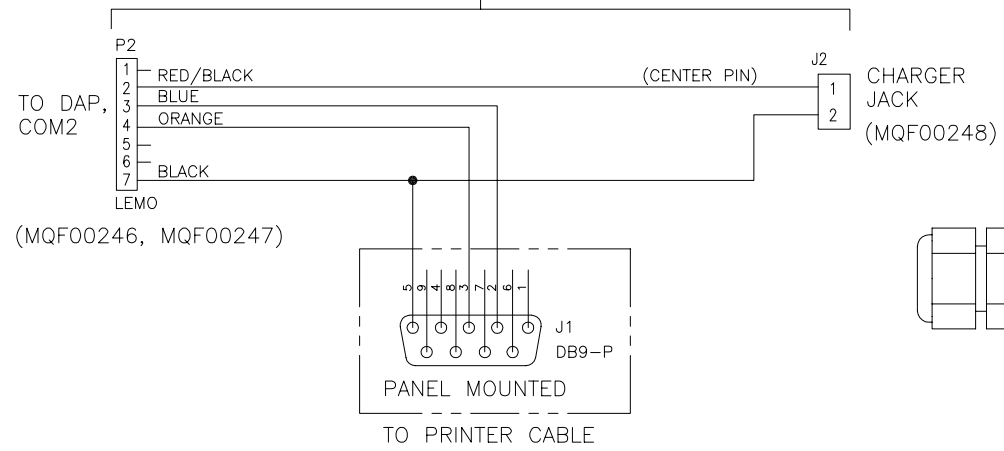 P2
1
2
3
4
5
6
7
RED/BLACK
BLUE
ORANGE
BLACK
TO DAP,
COM2
LEMO
(MQF00246, MQF00247)
(CENTER PIN)
J2
1
2
CHARGER
JACK
(MQF00248)
5 9 4 8 3 7 2 6 1
J1
DB9-P
PANEL MOUNTED
TO PRINTER CABLE